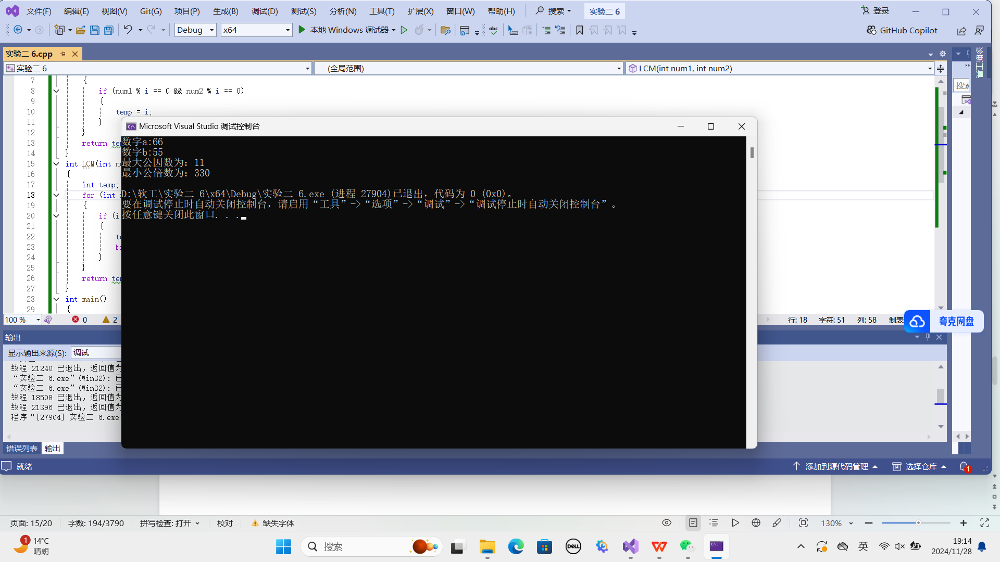 文件(F) 编辑(E) 视图(V) Git(G) 项目(P) 生成(B) 调试(D) 测试(S) 分析(N) 工具(T) 扩展(X) 窗口(W) 帮助(H) 搜索 实验二 6 登录
Debug x64 本地 Windows 调试器 GitHub Copilot
实验二 6.cpp
诊断工具
实验二 6 (全局范围) LCM(int num1, int num2)
搜索
7 {
8 if (num1 % i == 0 && num2 % i == 0)
9 {
10 temp = i;
11 }
12 }
13 return
14 }
15 int LCM(int
16 {
17 int temp;
18 for (int
19 {
20 if (i
21 {
22
23
24 }
25 }
26 return
27 }
28 int main()
29 {
Microsoft Visual Studio 调试控制台
数字a:66
数字b:55
最大公因数为: 11
最小公倍数为: 330
D:\软工\实验二 6\x64\Debug\实验二 6.exe (进程 27904)已退出，代码为 0 (0x0)。
要在调试停止时自动关闭控制台，请启用“工具”->“选项”->“调试”->“调试停止时自动关闭控制台”。
按任意键关闭此窗口. . .
100 % 0 2 行: 18 字符: 51 列: 58 制表
夸克网盘
输出
显示输出来源(S): 调试
线程 21240 已退出，返回值为
“实验二 6.exe”(Win32): 已
“实验二 6.exe”(Win32): 已
线程 18508 已退出，返回值为
线程 21396 已退出，返回值为
程序“[27904] 实验二 6.exe”
错误列表 输出
就绪 添加到源代码管理 选择仓库 1
页面: 15/20 字数: 194/3790 拼写检查: 打开 校对 缺失字体 130%
1 14°C
晴朗
搜索
DELL
英
19:14
2024/11/28